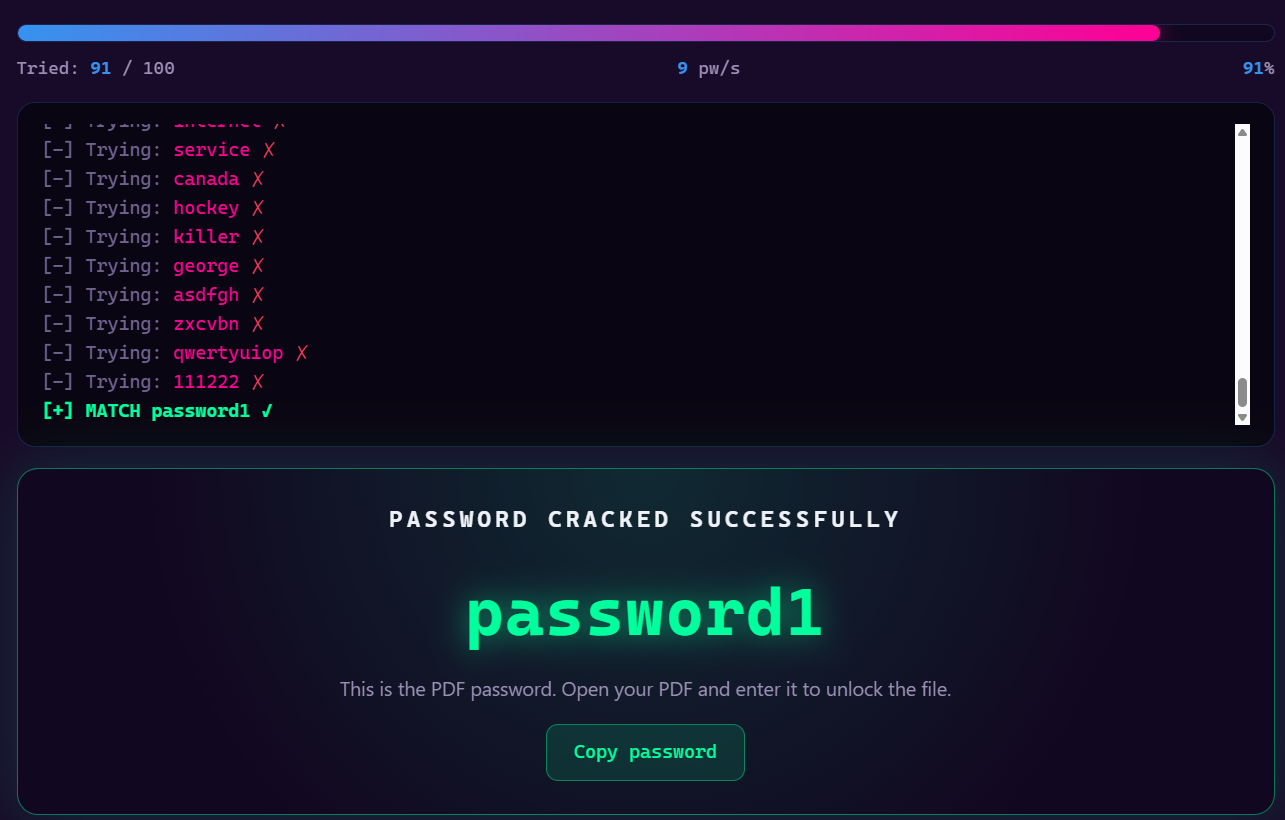 Tried: 91 / 100
9 pw/s
91%
[-] Trying: internet ✗
[-] Trying: service ✗
[-] Trying: canada ✗
[-] Trying: hockey ✗
[-] Trying: killer ✗
[-] Trying: george ✗
[-] Trying: asdfgh ✗
[-] Trying: zxcvbn ✗
[-] Trying: qwertyuiop ✗
[-] Trying: 111222 ✗
[+] MATCH password1 ✓
PASSWORD CRACKED SUCCESSFULLY
password1
This is the PDF password. Open your PDF and enter it to unlock the file.
Copy password